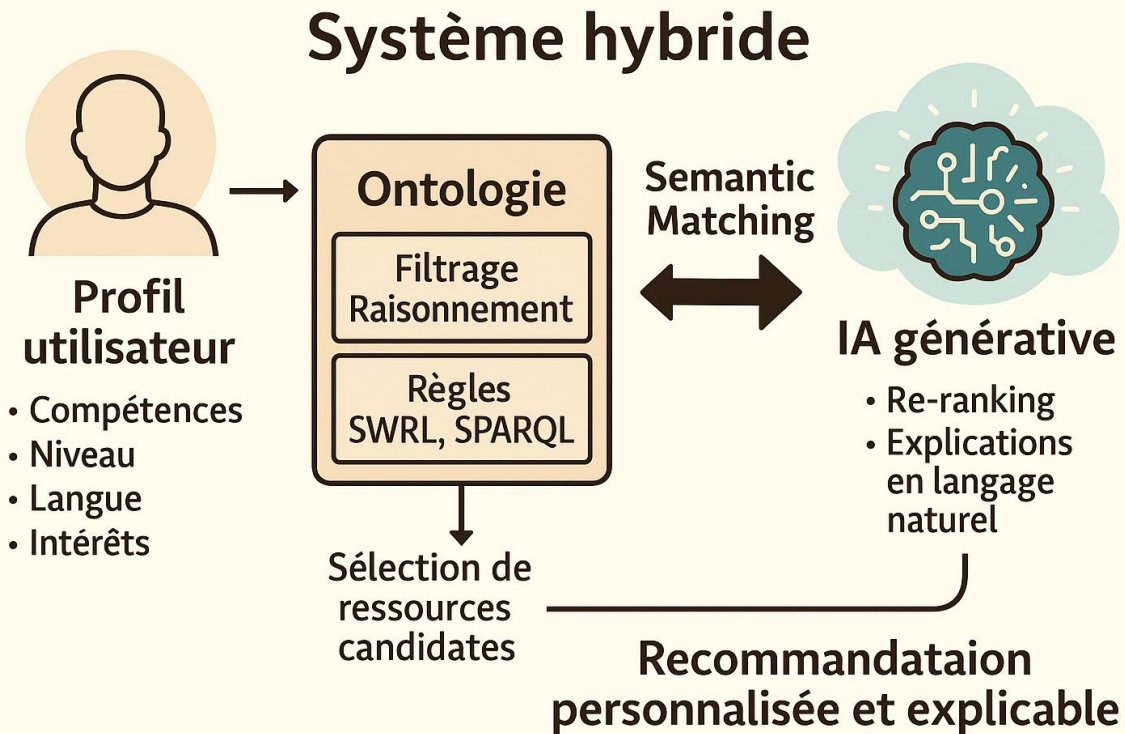 Système hybride
Profil
utilisateur
• Compétences
• Niveau
• Langue
• Intérêts
Ontologie
Filtrage
Raisonnement
Règles
SWRL, SPARQL
Sélection de
ressources
candidates
Semantic
Matching
IA générative
• Re-ranking
• Explications
en langage
naturel
Recommandataion
personnalisée et explicable